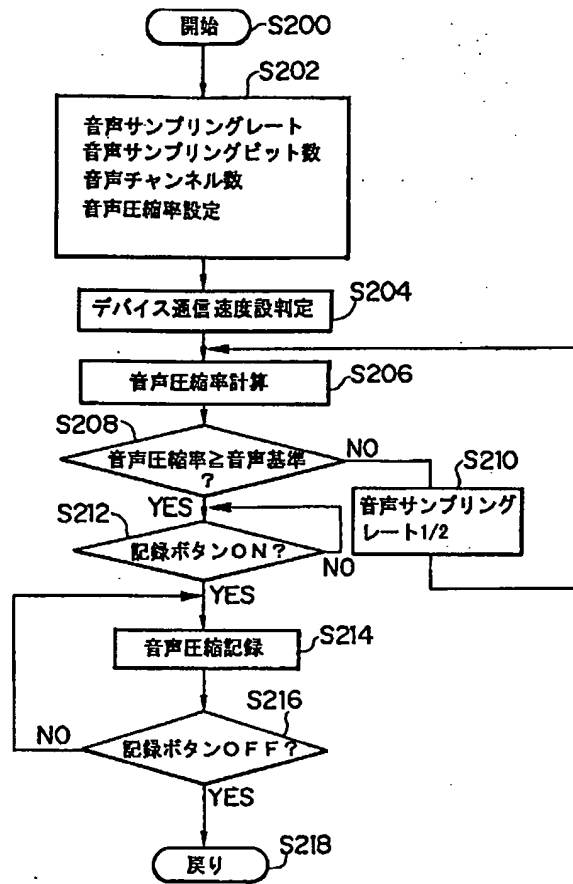 開始
S200
S202
音声サンプリングレート
音声サンプリングビット数
音声チャンネル数
音声圧縮率設定
デバイス通信速度設判定
S204
音声圧縮率計算
S206
S208
音声圧縮率≧音声基準
?
NO
YES
S210
音声サンプリング
レート1/2
S212
記録ボタンON?
NO
YES
音声圧縮記録
S214
S216
記録ボタンOFF?
NO
YES
戻り
S218